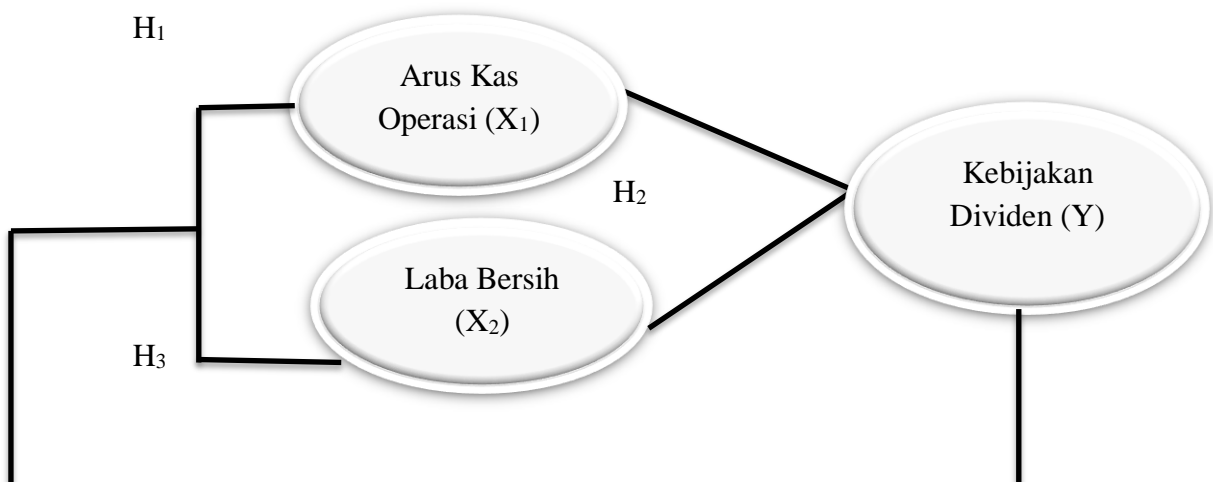 H₁
Arus Kas
Operasi (X₁)
H₂
Kebijakan
Dividen (Y)
Laba Bersih
(X₂)
H₃